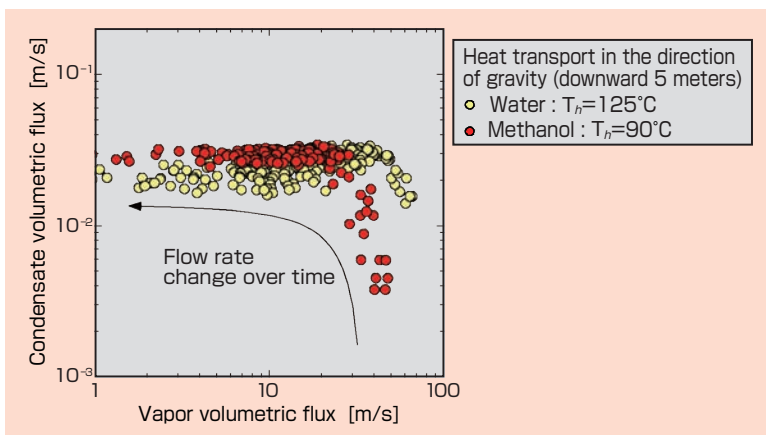 Condensate volumetric flux [m/s]
10⁻¹
10⁻²
10⁻³
Flow rate
change over time
1
10
100
Vapor volumetric flux [m/s]
Heat transport in the direction
of gravity (downward 5 meters)
Water : Tₕ=125°C
Methanol : Tₕ=90°C